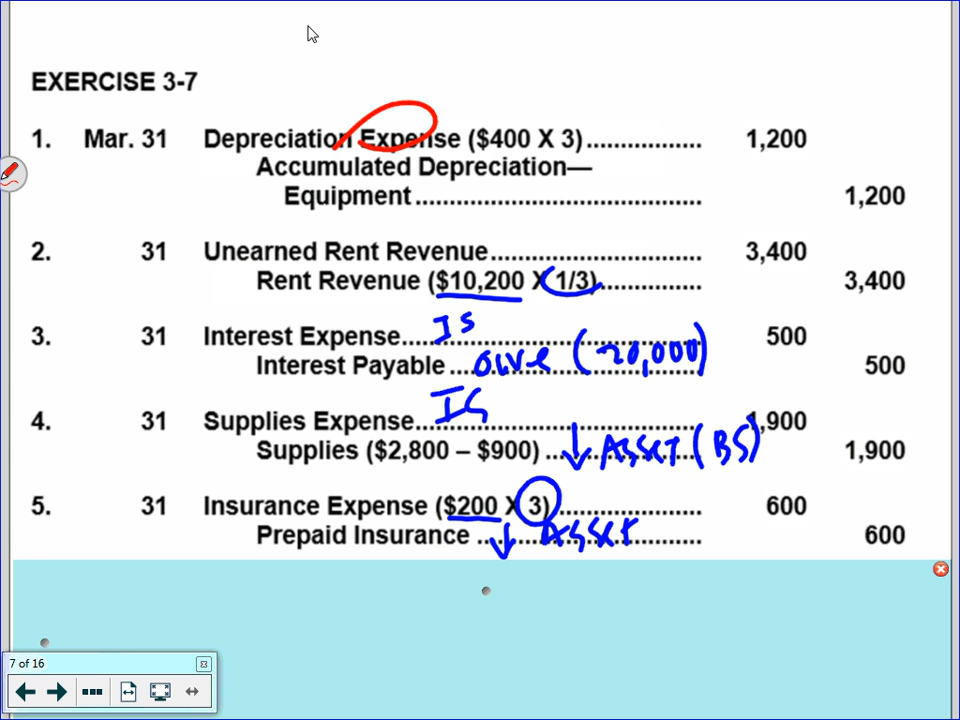 EXERCISE 3-7
1. Mar. 31 Depreciation Expense ($400 X 3)................. 1,200
Accumulated Depreciation—
Equipment.......................................... 1,200
2. 31 Unearned Rent Revenue............................... 3,400
Rent Revenue ($10,200 X 1/3)............... 3,400
IS
3. 31 Interest Expense............................................ 500
Interest Payable..................................... 500
owe (20,000)
IS
4. 31 Supplies Expense.......................................... 1,900
Supplies ($2,800 – $900)....................... 1,900
↓ ASSET (BS)
5. 31 Insurance Expense ($200 X 3)..................... 600
Prepaid Insurance................................. 600
↓ ASSET
7 of 16